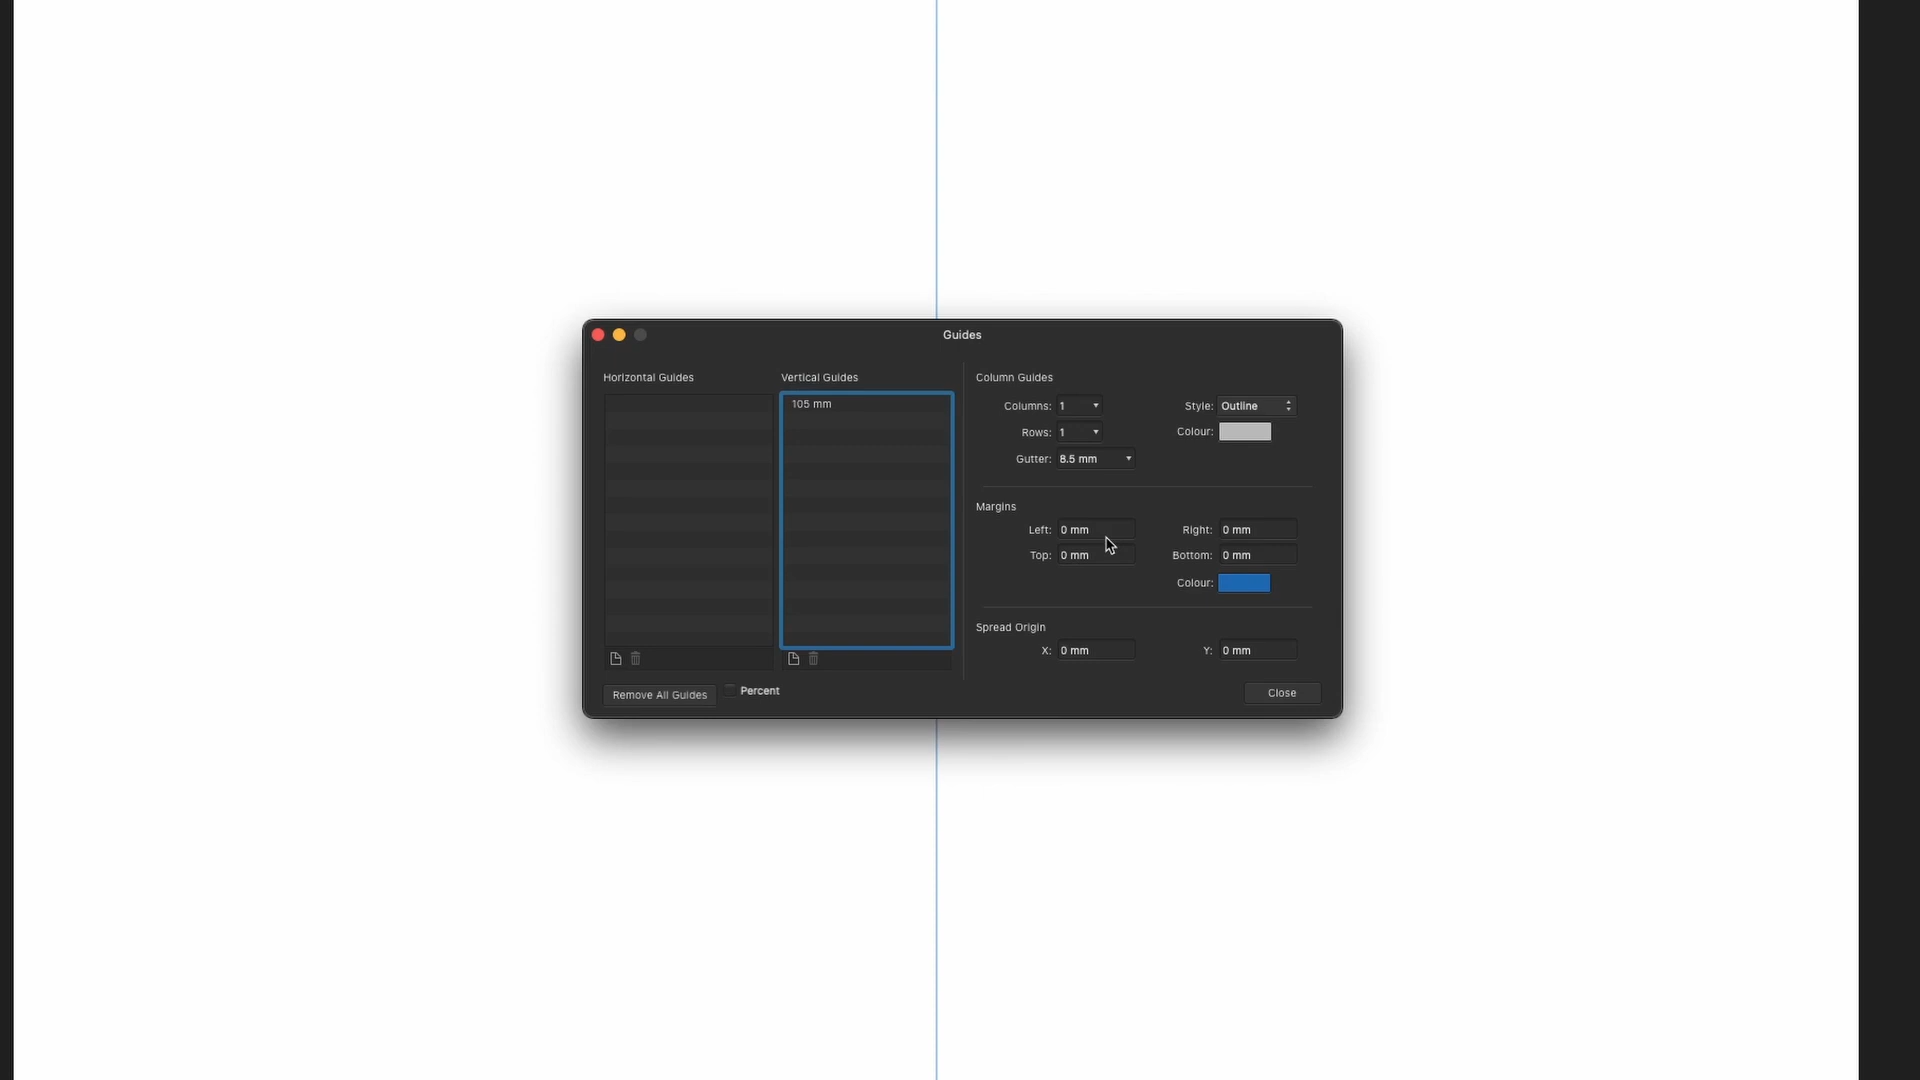 Guides
Horizontal Guides
Vertical Guides
105 mm
Remove All Guides
Percent
Column Guides
Columns: 1
Style: Outline
Rows: 1
Colour:
Gutter: 8.5 mm
Margins
Left: 0 mm
Right: 0 mm
Top: 0 mm
Bottom: 0 mm
Colour:
Spread Origin
X: 0 mm
Y: 0 mm
Close